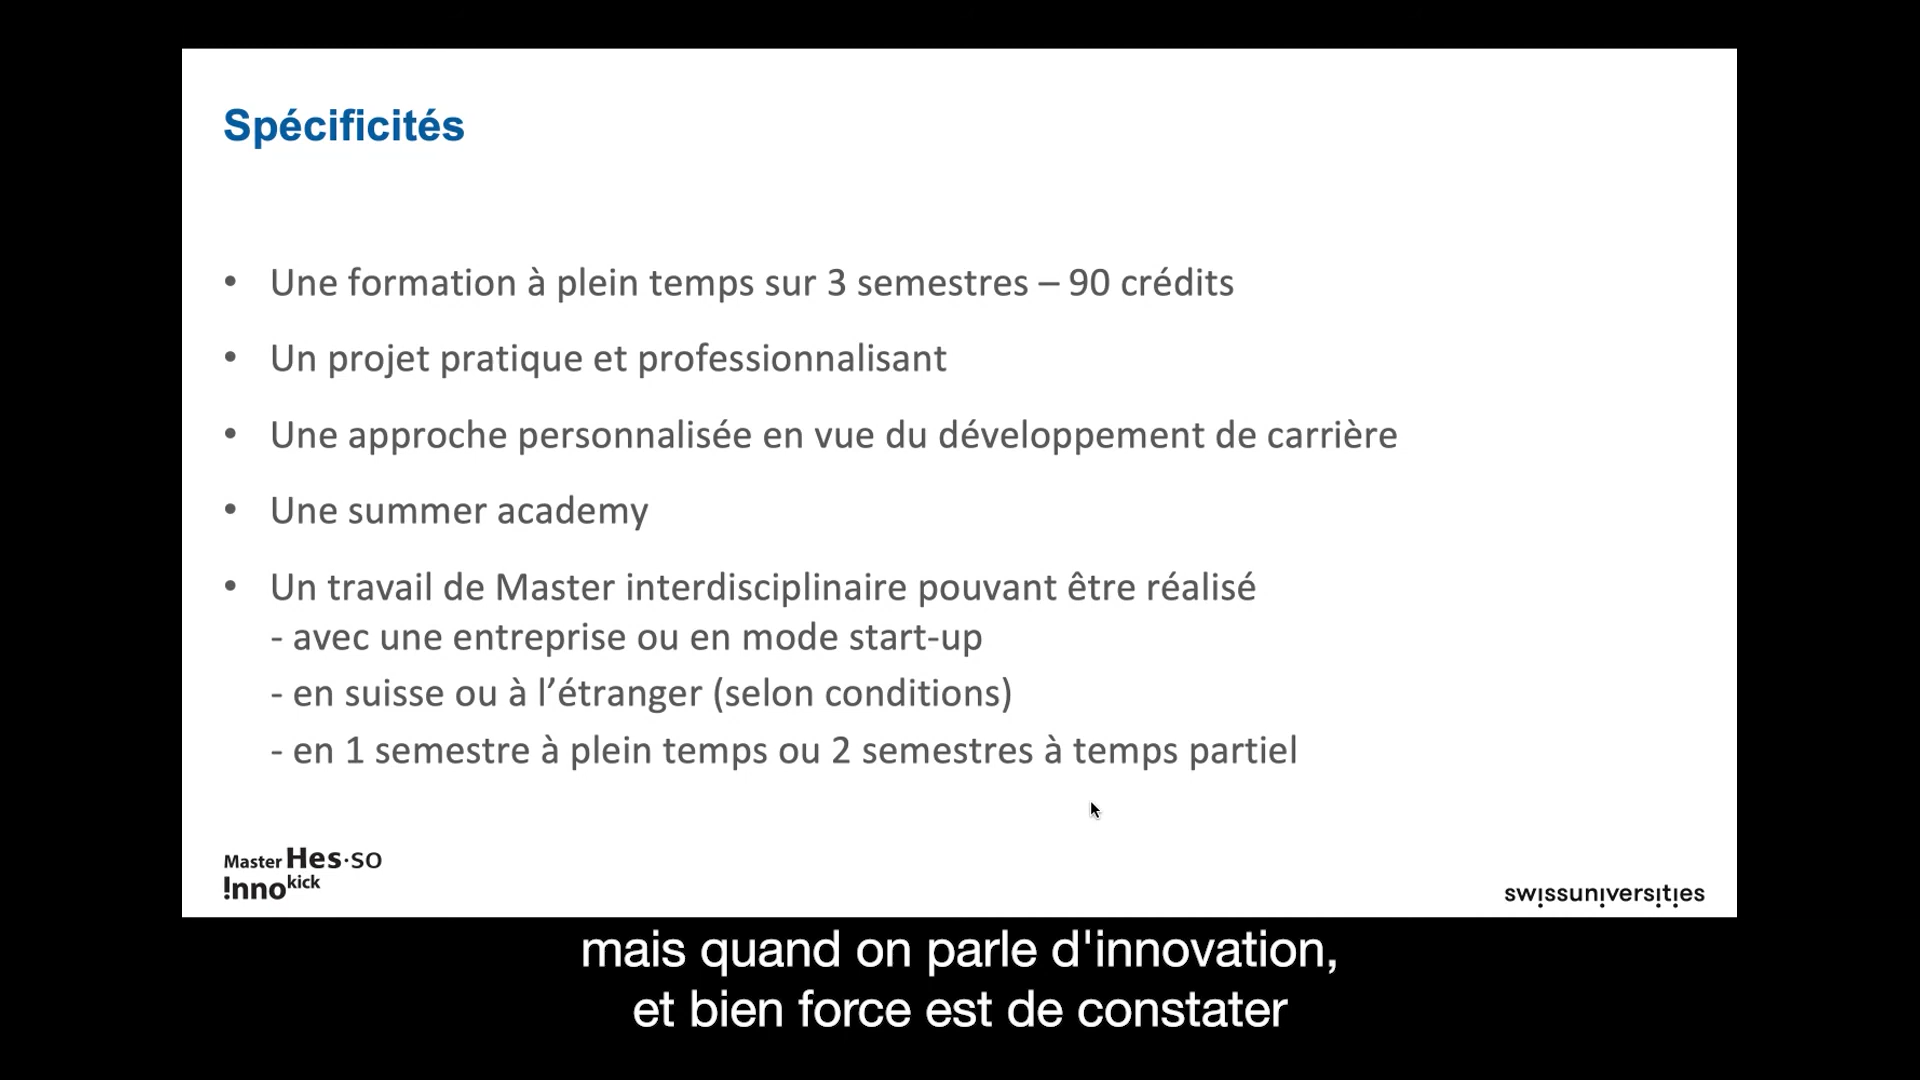 Spécificités
• Une formation à plein temps sur 3 semestres – 90 crédits
• Un projet pratique et professionnalisant
• Une approche personnalisée en vue du développement de carrière
• Une summer academy
• Un travail de Master interdisciplinaire pouvant être réalisé
- avec une entreprise ou en mode start-up
- en suisse ou à l’étranger (selon conditions)
- en 1 semestre à plein temps ou 2 semestres à temps partiel
Master Hes·so
!nnokick
swissuniversities
mais quand on parle d'innovation,
et bien force est de constater